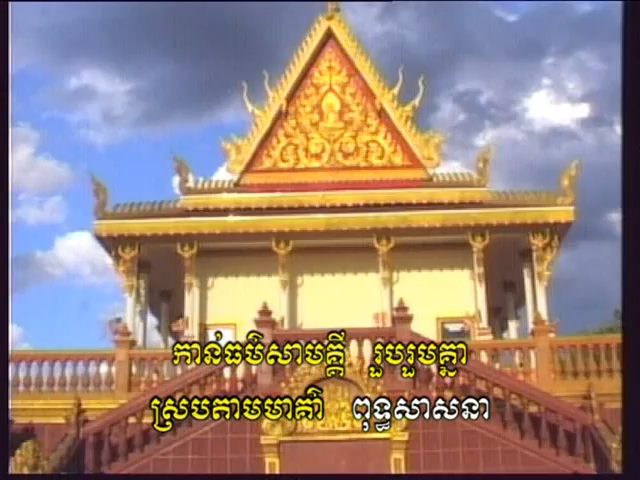 កាន់ធម៌សាមគ្គី រួបរួមគ្នា
ស្របតាមមាគ៌ា ពុទ្ធសាសនា